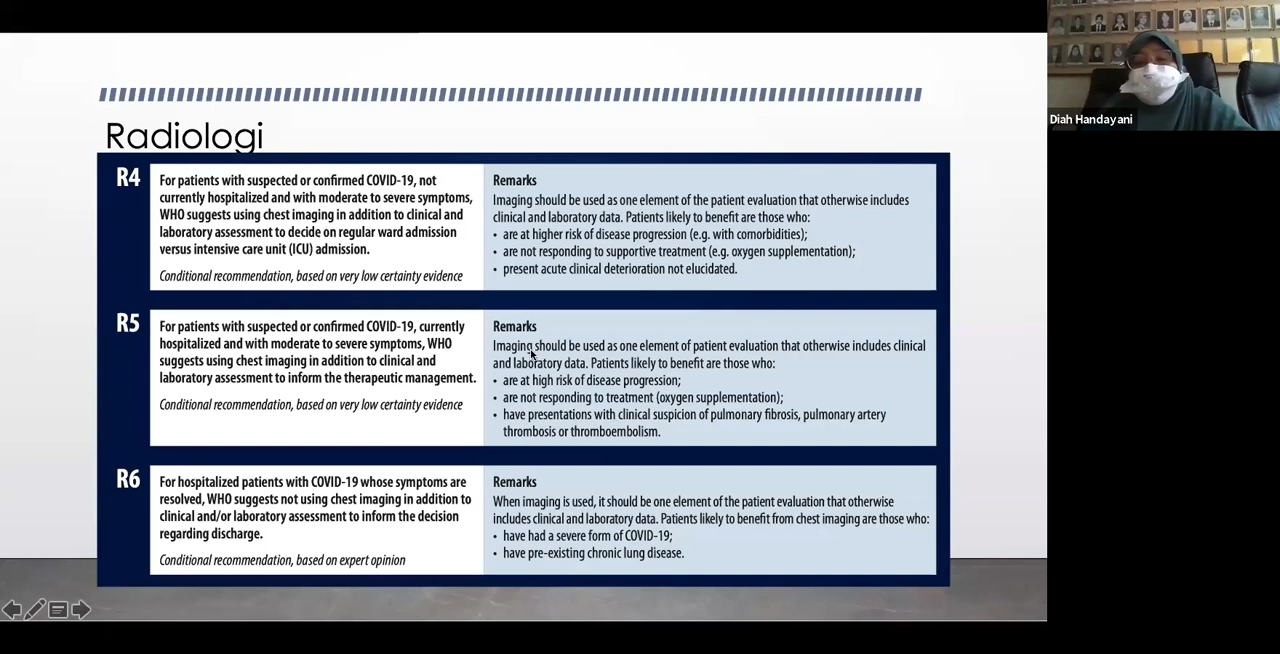 Radiologi
R4
For patients with suspected or confirmed COVID-19, not
currently hospitalized and with moderate to severe symptoms,
WHO suggests using chest imaging in addition to clinical and
laboratory assessment to decide on regular ward admission
versus intensive care unit (ICU) admission.
Conditional recommendation, based on very low certainty evidence
Remarks
Imaging should be used as one element of the patient evaluation that otherwise includes
clinical and laboratory data. Patients likely to benefit are those who:
• are at higher risk of disease progression (e.g. with comorbidities);
• are not responding to supportive treatment (e.g. oxygen supplementation);
• present acute clinical deterioration not elucidated.
R5
For patients with suspected or confirmed COVID-19, currently
hospitalized and with moderate to severe symptoms, WHO
suggests using chest imaging in addition to clinical and
laboratory assessment to inform the therapeutic management.
Conditional recommendation, based on very low certainty evidence
Remarks
Imaging should be used as one element of patient evaluation that otherwise includes clinical
and laboratory data. Patients likely to benefit are those who:
• are at high risk of disease progression;
• are not responding to treatment (oxygen supplementation);
• have presentations with clinical suspicion of pulmonary fibrosis, pulmonary artery
thrombosis or thromboembolism.
R6
For hospitalized patients with COVID-19 whose symptoms are
resolved, WHO suggests not using chest imaging in addition to
clinical and/or laboratory assessment to inform the decision
regarding discharge.
Conditional recommendation, based on expert opinion
Remarks
When imaging is used, it should be one element of the patient evaluation that otherwise
includes clinical and laboratory data. Patients likely to benefit from chest imaging are those who:
• have had a severe form of COVID-19;
• have pre-existing chronic lung disease.
Diah Handayani